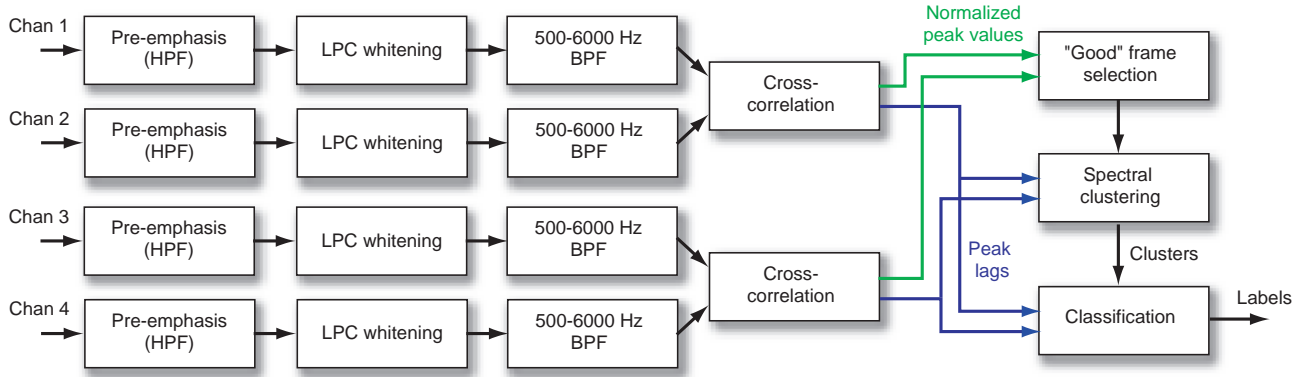 Chan 1
Pre-emphasis
(HPF)
LPC whitening
500-6000 Hz
BPF
Chan 2
Pre-emphasis
(HPF)
LPC whitening
500-6000 Hz
BPF
Cross-
correlation
Normalized
peak values
"Good" frame
selection
Spectral
clustering
Chan 3
Pre-emphasis
(HPF)
LPC whitening
500-6000 Hz
BPF
Chan 4
Pre-emphasis
(HPF)
LPC whitening
500-6000 Hz
BPF
Cross-
correlation
Peak
lags
Clusters
Classification
Labels